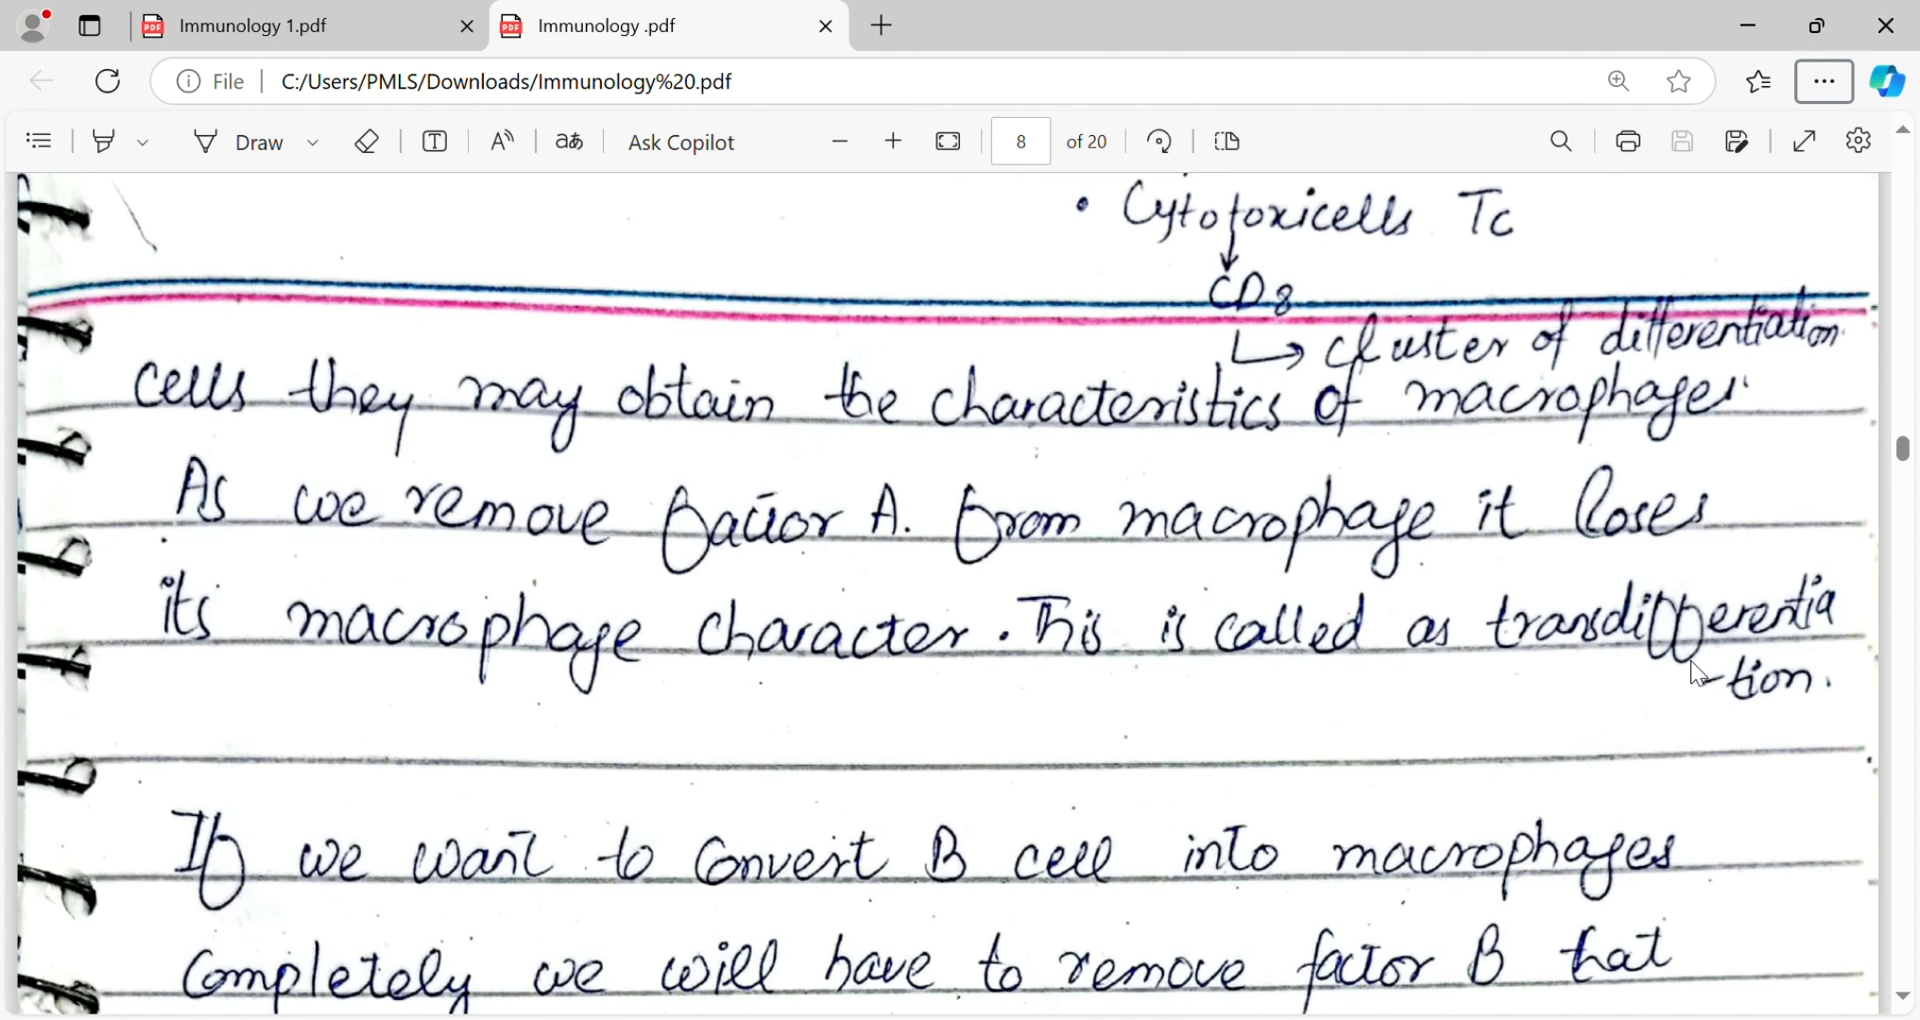 Immunology 1.pdf
Immunology .pdf
File
C:/Users/PMLS/Downloads/Immunology%20.pdf
Draw
Ask Copilot
8 of 20
• Cytotoxicells Tc
CD8
↳ cluster of differentiation
cells they may obtain the characteristics of macrophages.
As we remove factor A. from macrophage it loses
its macrophage character. This is called as transdifferentia
-tion.
If we want to Convert B cell into macrophages
Completely we will have to remove factor B that